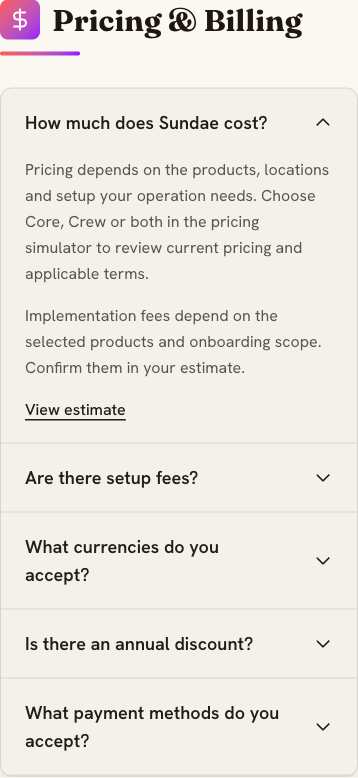 $ Pricing & Billing
How much does Sundae cost?
Pricing depends on the products, locations
and setup your operation needs. Choose
Core, Crew or both in the pricing
simulator to review current pricing and
applicable terms.
Implementation fees depend on the
selected products and onboarding scope.
Confirm them in your estimate.
View estimate
Are there setup fees?
What currencies do you
accept?
Is there an annual discount?
What payment methods do you
accept?